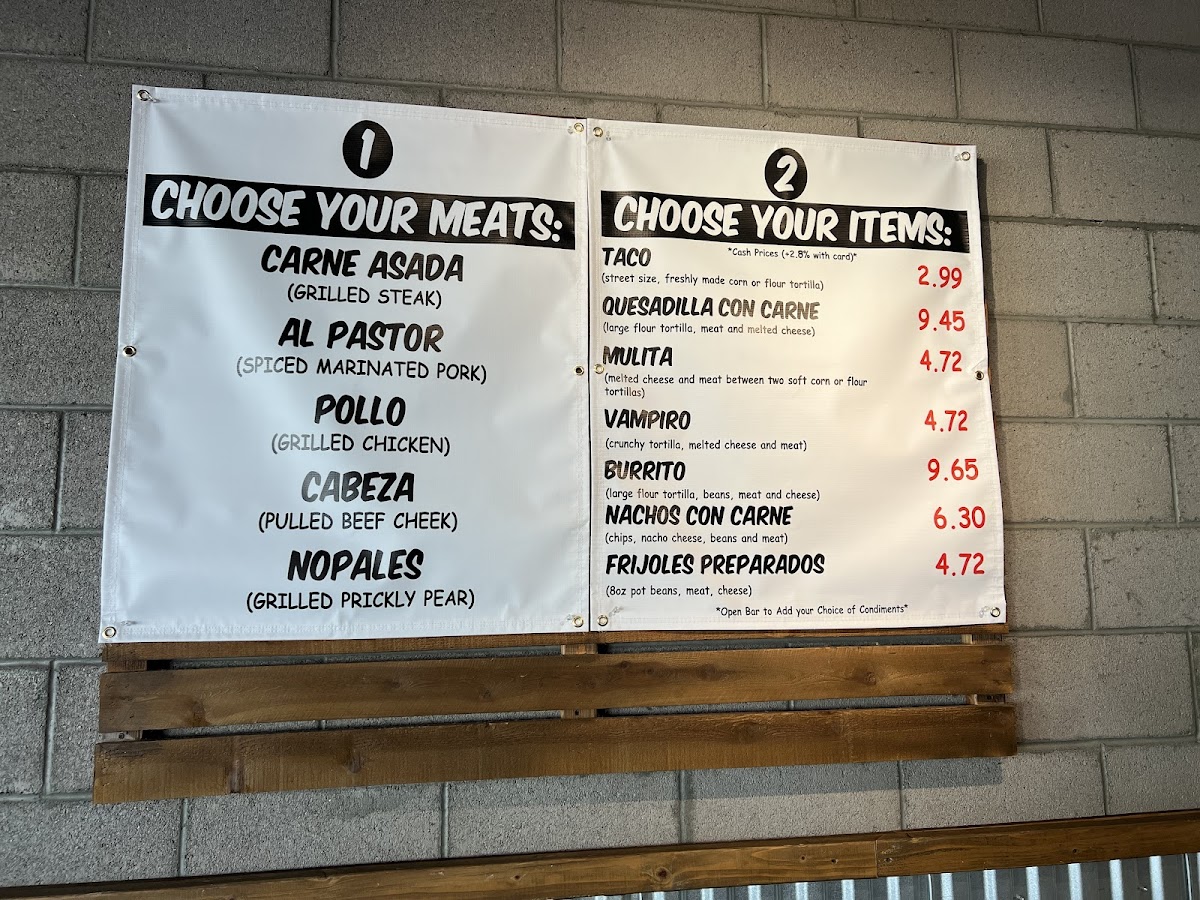 1
CHOOSE YOUR MEATS:
CARNE ASADA
(GRILLED STEAK)
AL PASTOR
(SPICED MARINATED PORK)
POLLO
(GRILLED CHICKEN)
CABEZA
(PULLED BEEF CHEEK)
NOPALES
(GRILLED PRICKLY PEAR)
2
CHOOSE YOUR ITEMS:
*Cash Prices (+2.8% with card)*
TACO 2.99
(street size, freshly made corn or flour tortilla)
QUESADILLA CON CARNE 9.45
(large flour tortilla, meat and melted cheese)
MULITA 4.72
(melted cheese and meat between two soft corn or flour
tortillas)
VAMPIRO 4.72
(crunchy tortilla, melted cheese and meat)
BURRITO 9.65
(large flour tortilla, beans, meat and cheese)
NACHOS CON CARNE 6.30
(chips, nacho cheese, beans and meat)
FRIJOLES PREPARADOS 4.72
(8oz pot beans, meat, cheese)
*Open Bar to Add your Choice of Condiments*